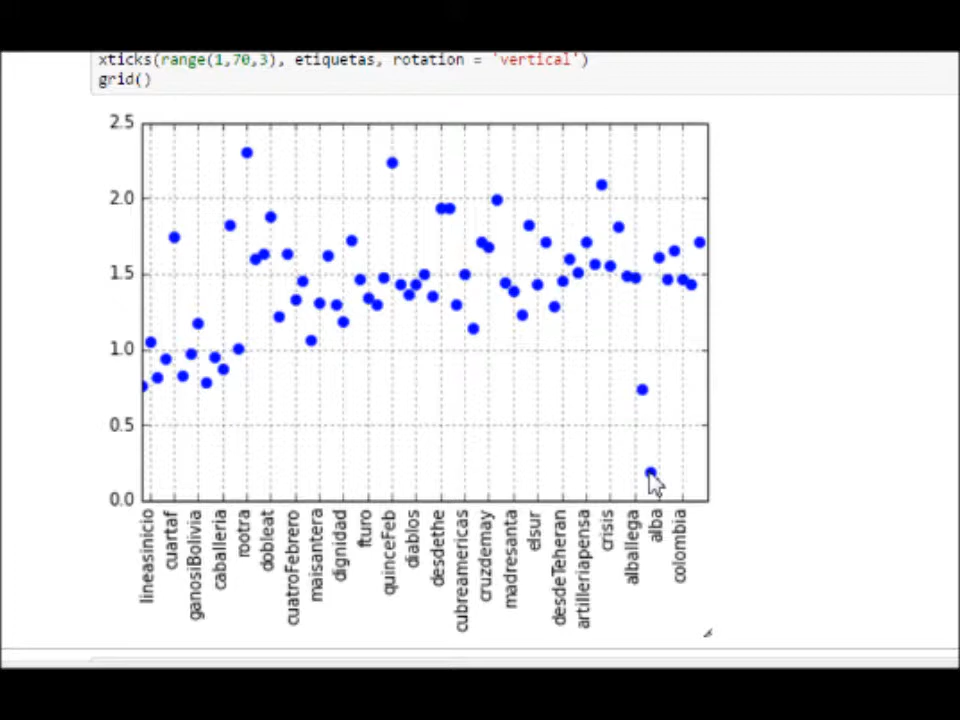 xticks(range(1,70,3), etiquetas, rotation = 'vertical')
grid()
2.5
2.0
1.5
1.0
0.5
0.0
lineasinicio
cuartaf
ganosiBolivia
caballeria
rootra
dobleat
cuatroFebrero
maisantera
dignidad
fturo
quinceFeb
diablos
desdethe
cubreamericas
cruzdemay
madresanta
elsur
desdeTeheran
artilleriapensa
crisis
alballega
alba
colombia